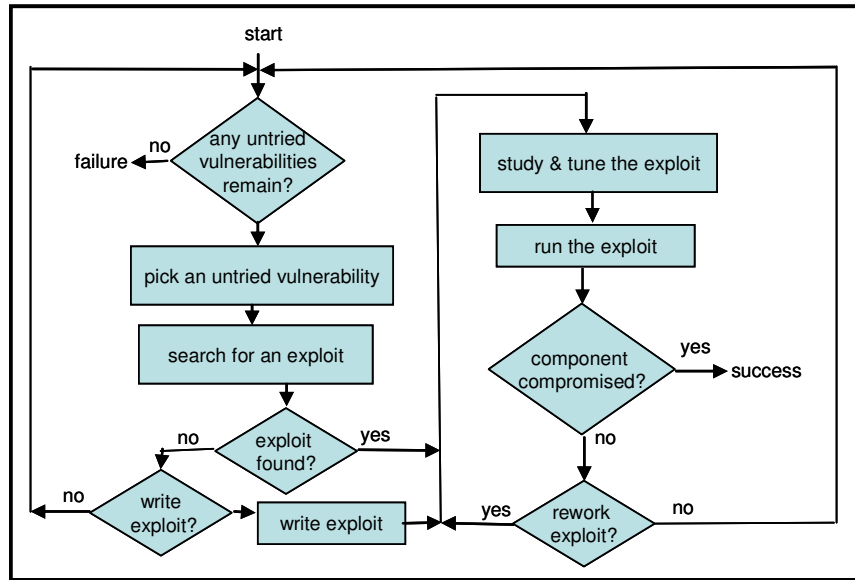 start
any untried
vulnerabilities
remain?
no
failure
pick an untried vulnerability
search for an exploit
exploit
found?
no
yes
write
exploit?
no
write exploit
study & tune the exploit
run the exploit
component
compromised?
yes
success
no
rework
exploit?
yes
no